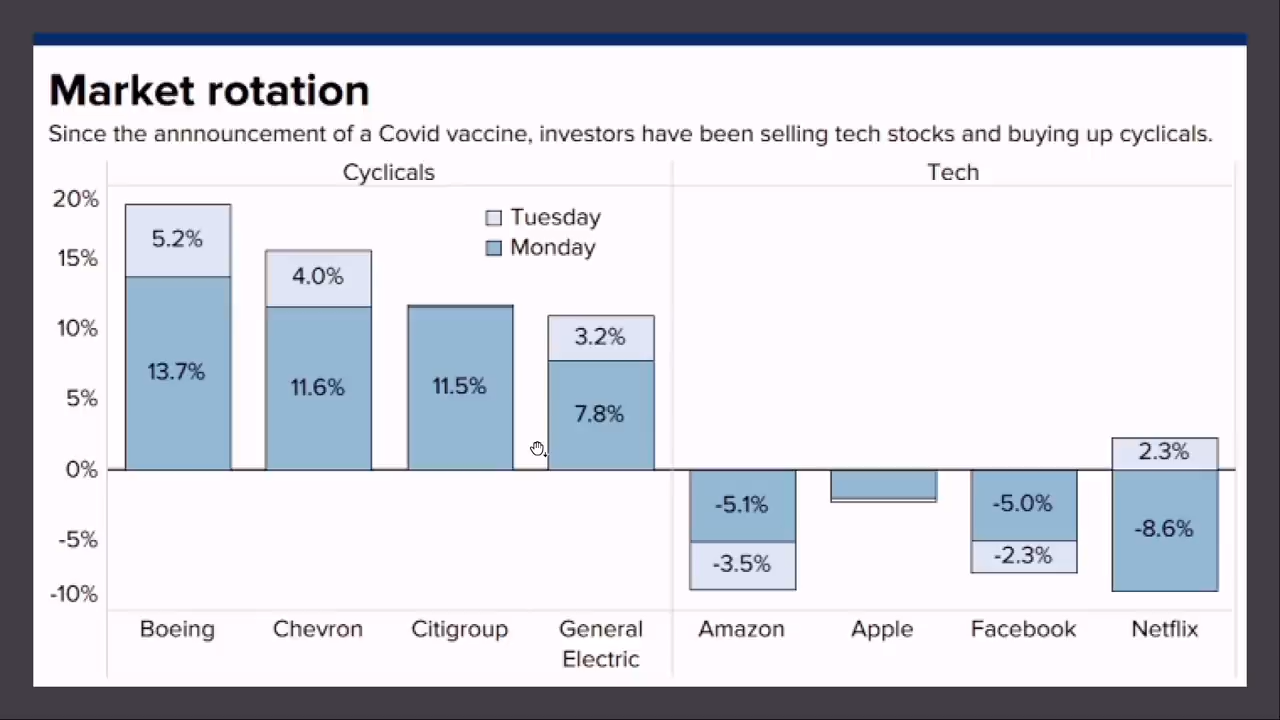 Market rotation
Since the annnouncement of a Covid vaccine, investors have been selling tech stocks and buying up cyclicals.
Cyclicals
Tech
20%
15%
10%
5%
0%
-5%
-10%
Tuesday
Monday
5.2%
13.7%
4.0%
11.6%
11.5%
3.2%
7.8%
-5.1%
-3.5%
-5.0%
-2.3%
2.3%
-8.6%
Boeing
Chevron
Citigroup
General
Electric
Amazon
Apple
Facebook
Netflix